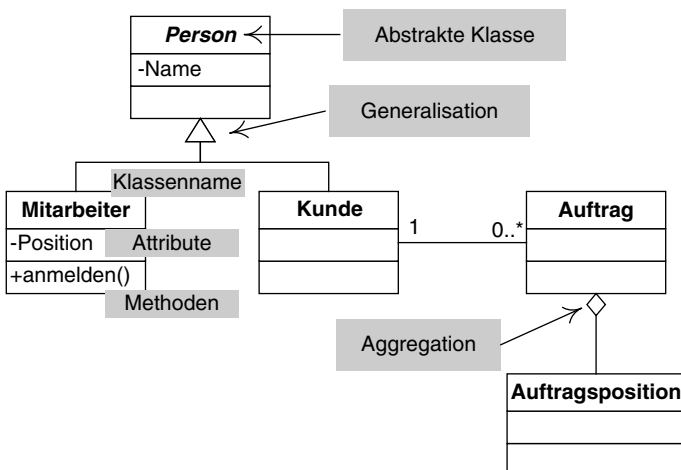 Person
Abstrakte Klasse
-Name
Generalisation
Klassenname
Mitarbeiter
Kunde
Auftrag
-Position
Attribute
1
0..*
+anmelden()
Methoden
Aggregation
Auftragsposition